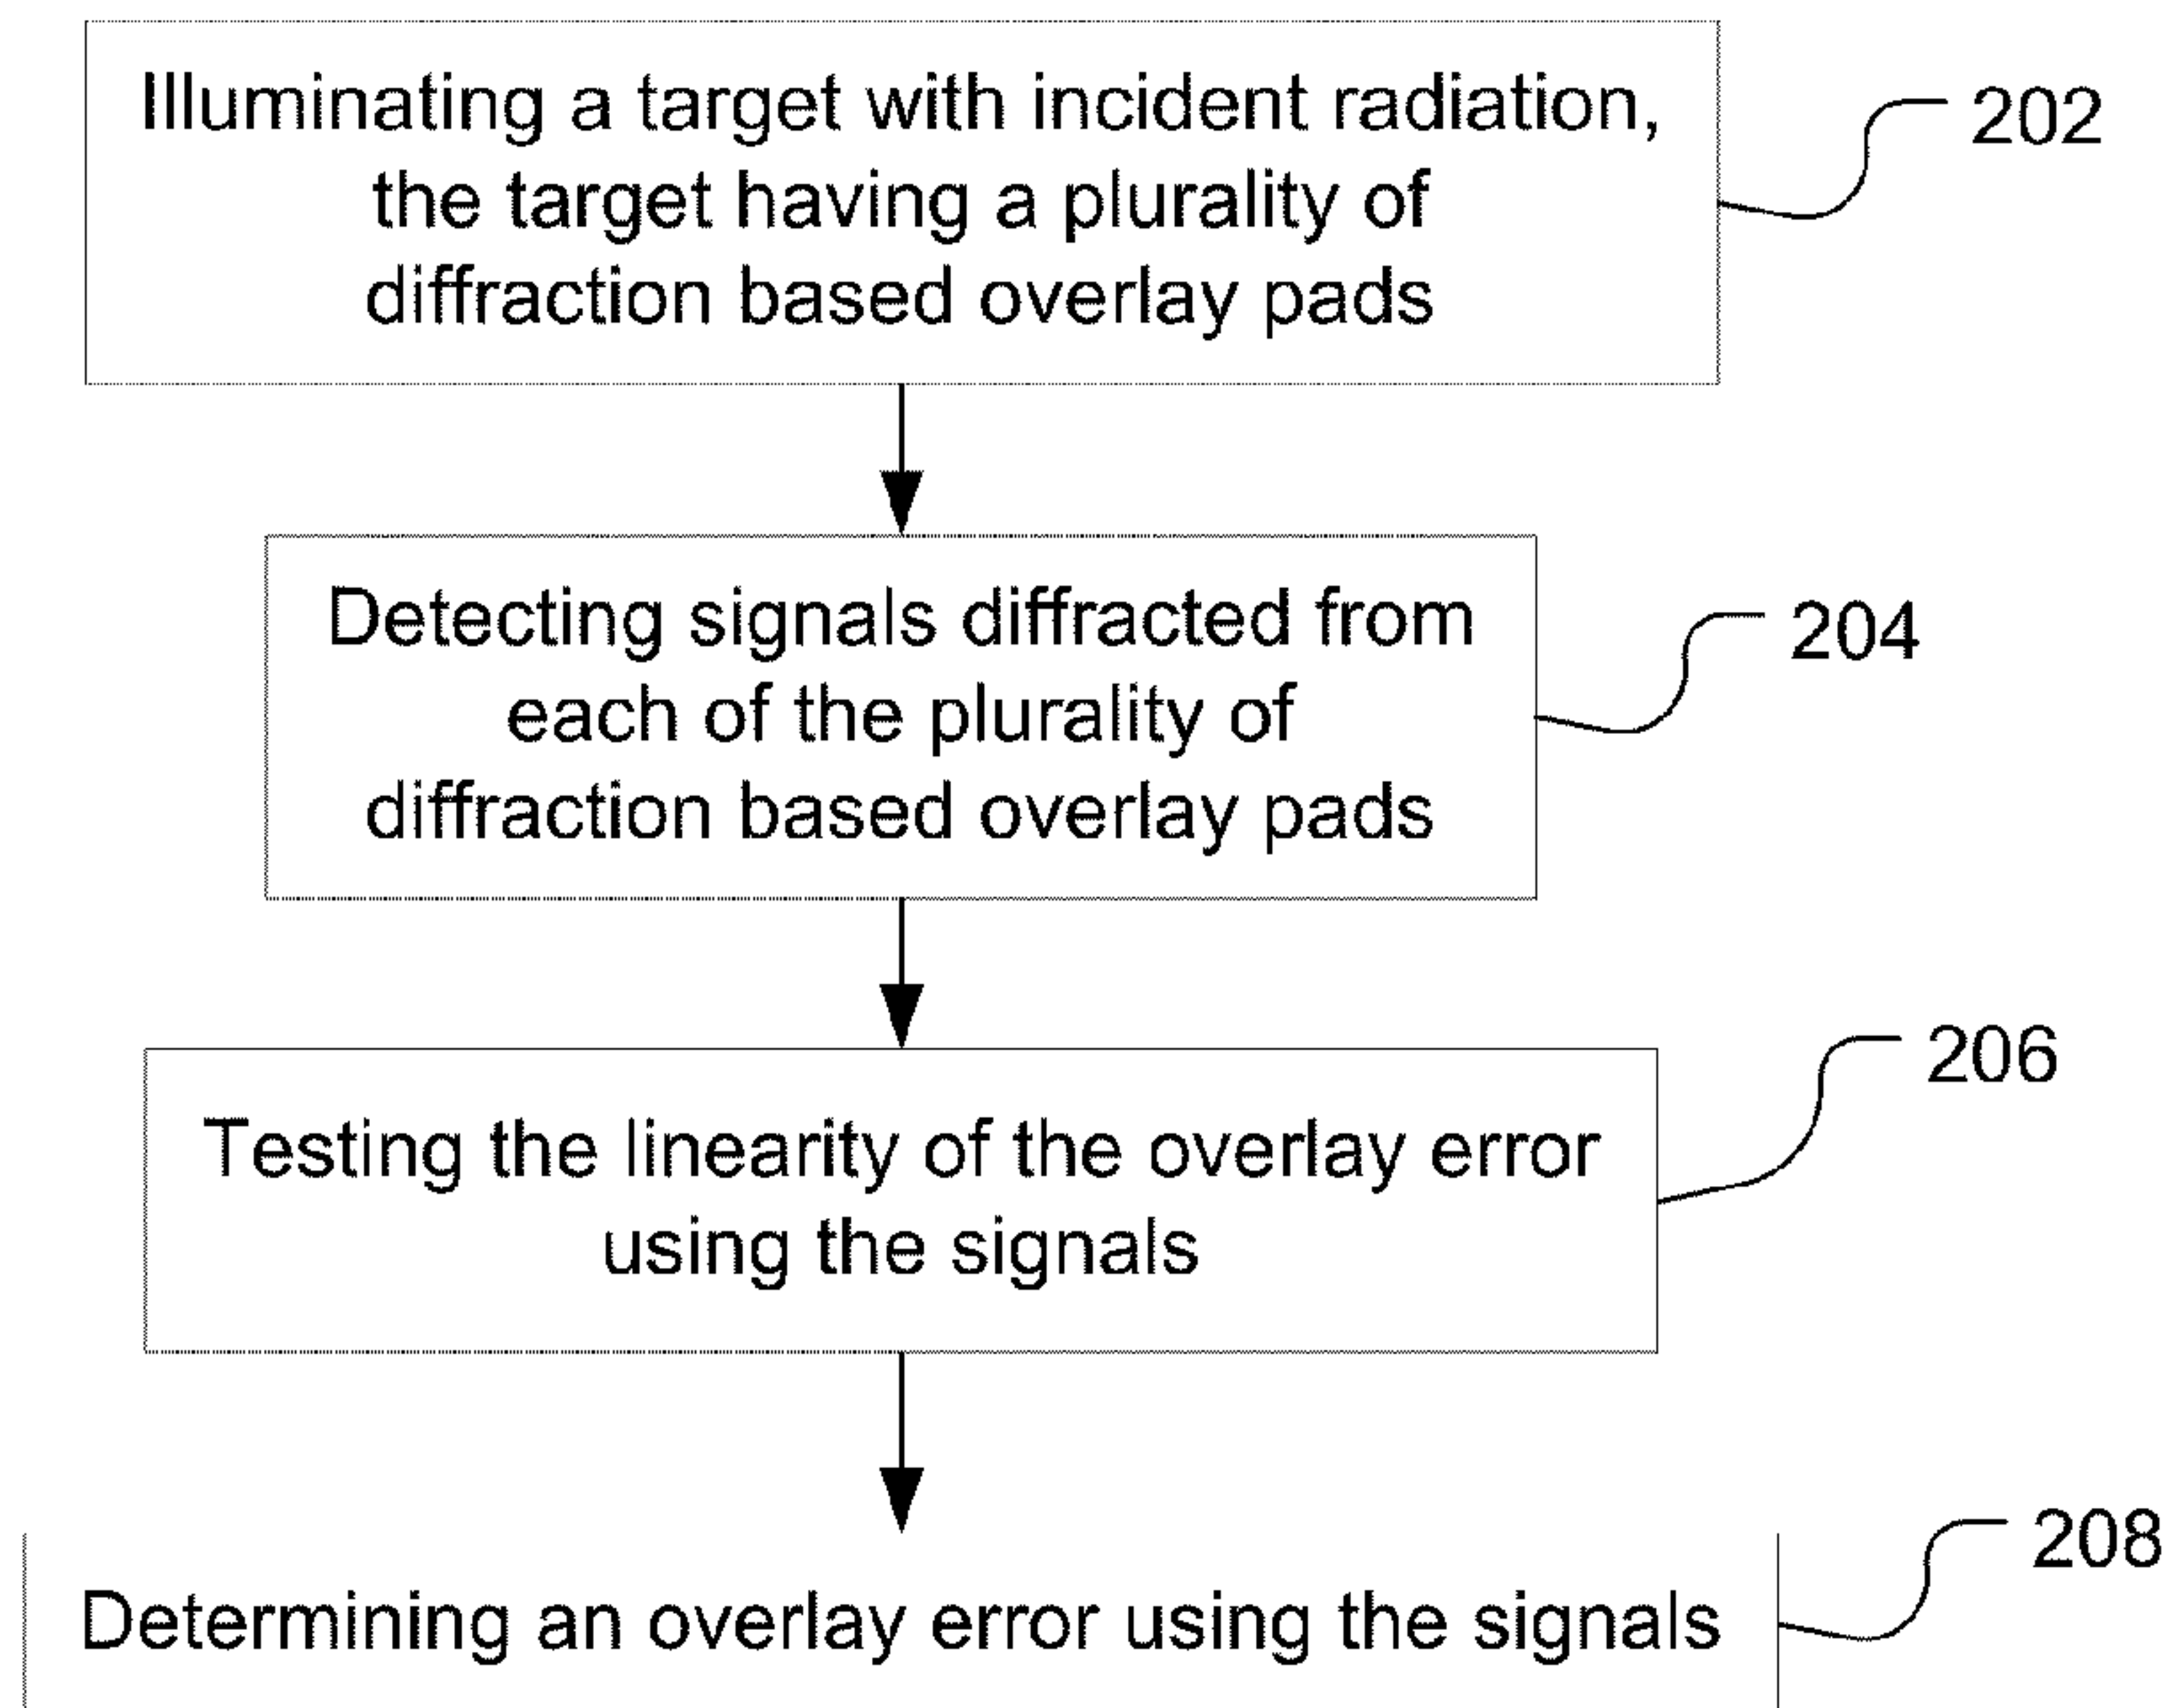 Illuminating a target with incident radiation,
the target having a plurality of
diffraction based overlay pads
202
Detecting signals diffracted from
each of the plurality of
diffraction based overlay pads
204
Testing the linearity of the overlay error
using the signals
206
Determining an overlay error using the signals
208